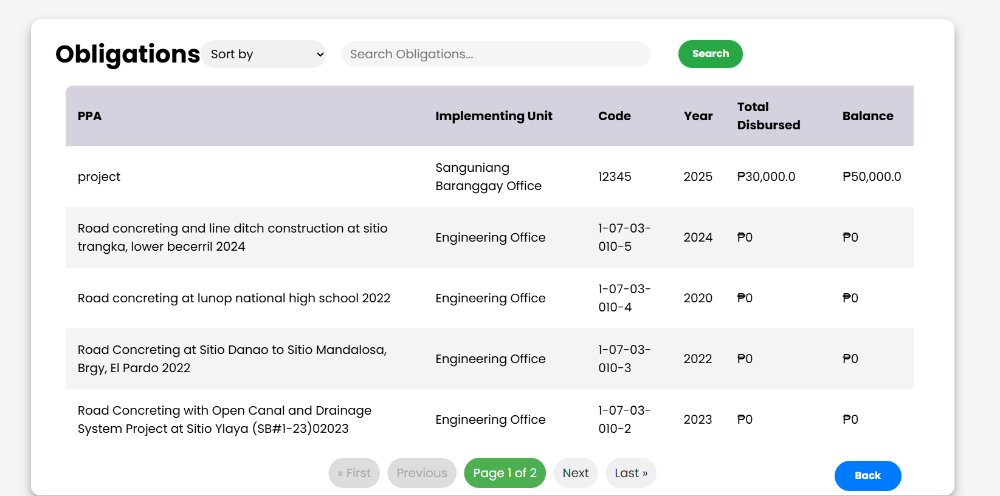 Obligations Sort by Search Obligations... Search
PPA Implementing Unit Code Year Total Disbursed Balance
project Sanguniang Baranggay Office 12345 2025 ₱30,000.0 ₱50,000.0
Road concreting and line ditch construction at sitio trangka, lower becerril 2024 Engineering Office 1-07-03-010-5 2024 ₱0 ₱0
Road concreting at lunop national high school 2022 Engineering Office 1-07-03-010-4 2020 ₱0 ₱0
Road Concreting at Sitio Danao to Sitio Mandalosa, Brgy, El Pardo 2022 Engineering Office 1-07-03-010-3 2022 ₱0 ₱0
Road Concreting with Open Canal and Drainage System Project at Sitio Ylaya (SB#1-23)02023 Engineering Office 1-07-03-010-2 2023 ₱0 ₱0
« First Previous Page 1 of 2 Next Last » Back